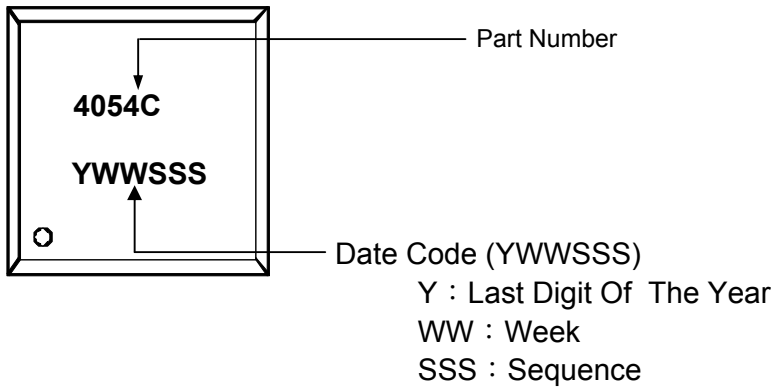 Part Number
4054C
YWWSSS
Date Code (YWWSSS)
Y：Last Digit Of The Year
WW：Week
SSS：Sequence